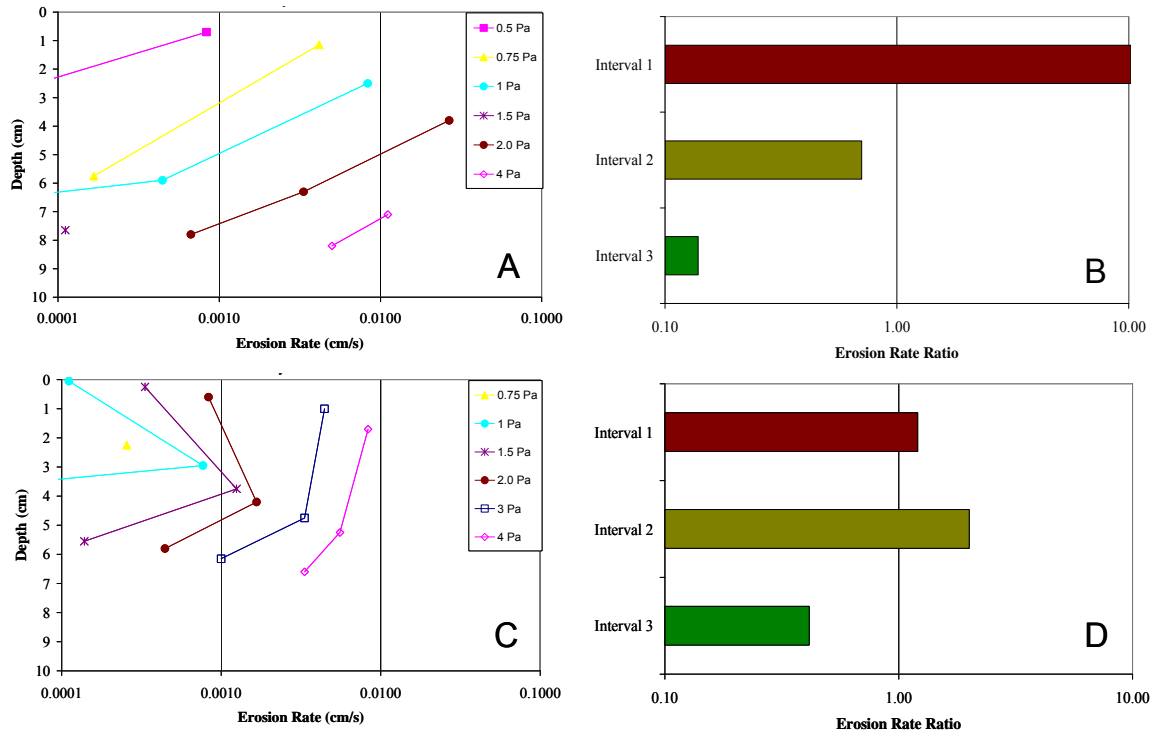 0
1
2
3
4
5
6
7
8
9
10
Depth (cm)
0.0001 0.0010 0.0100 0.1000
Erosion Rate (cm/s)
0.5 Pa
0.75 Pa
1 Pa
1.5 Pa
2.0 Pa
4 Pa
A
Interval 1
Interval 2
Interval 3
0.10 1.00 10.00
Erosion Rate Ratio
B
0
1
2
3
4
5
6
7
8
9
10
Depth (cm)
0.0001 0.0010 0.0100 0.1000
Erosion Rate (cm/s)
0.75 Pa
1 Pa
1.5 Pa
2.0 Pa
3 Pa
4 Pa
C
Interval 1
Interval 2
Interval 3
0.10 1.00 10.00
Erosion Rate Ratio
D